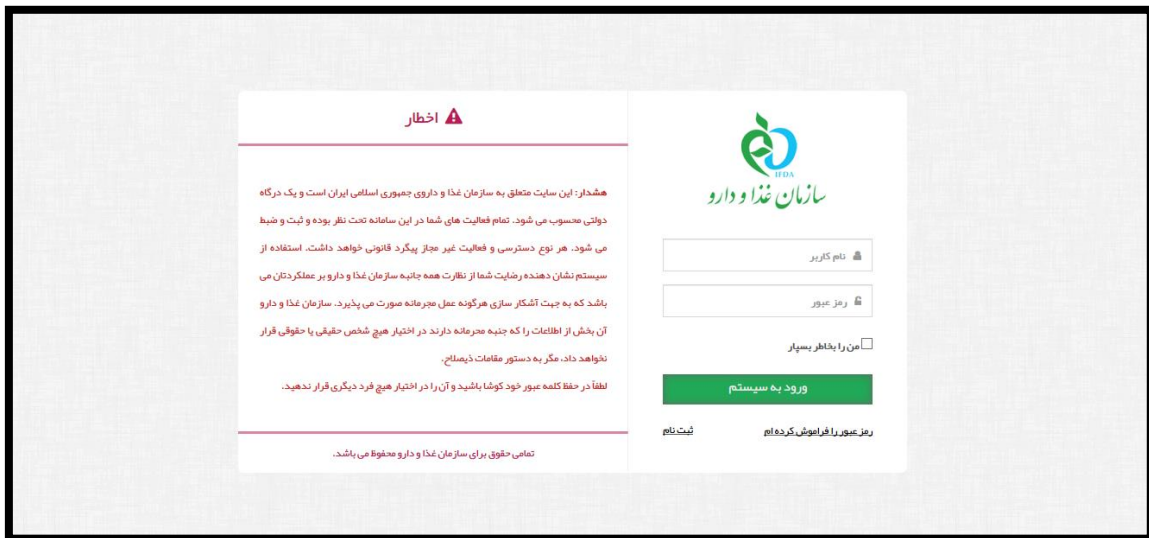 IFDA
سازمان غذا و دارو
نام کاربر
رمز عبور
من را بخاطر بسپار
ورود به سیستم
رمز عبور را فراموش کرده ام
ثبت نام
اخطار
هشدار: این سایت متعلق به سازمان غذا و داروی جمهوری اسلامی ایران است و یک درگاه
دولتی محسوب می شود. تمام فعالیت های شما در این سامانه تحت نظر بوده و ثبت و ضبط
می شود. هر نوع دسترسی و فعالیت غیر مجاز پیگرد قانونی خواهد داشت. استفاده از
سیستم نشان دهنده رضایت شما از نظارت همه جانبه سازمان غذا و دارو بر عملکردتان می
باشد که به جهت آشکار سازی هرگونه عمل مجرمانه صورت می پذیرد. سازمان غذا و دارو
آن بخش از اطلاعات را که جنبه محرمانه دارند در اختیار هیچ شخص حقیقی یا حقوقی قرار
نخواهد داد، مگر به دستور مقامات ذیصلاح.
لطفاً در حفظ کلمه عبور خود کوشا باشید و آن را در اختیار هیچ فرد دیگری قرار ندهید.
تمامی حقوق برای سازمان غذا و دارو محفوظ می باشد.